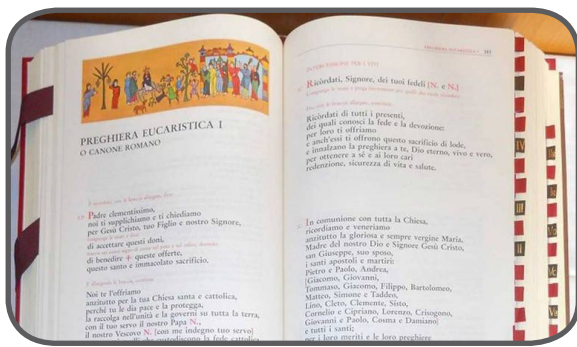 PREGHIERA EUCARISTICA I
O CANONE ROMANO
Padre clementissimo,
noi ti supplichiamo e ti chiediamo
per Gesù Cristo, tuo Figlio e nostro Signore,
di accettare questi doni,
di benedire + queste offerte,
questo santo e immacolato sacrificio.
Noi te l'offriamo
anzitutto per la tua Chiesa santa e cattolica,
perché tu le dia pace e la protegga,
la raccolga nell'unità e la governi su tutta la terra,
con il tuo servo il nostro Papa N.,
il nostro Vescovo N. [con me indegno tuo servo]
custodiscono la fede cattolica
PREGHIERA EUCARISTICA I
INTERCESSIONE PER I VIVI
Ricòrdati, Signore, dei tuoi fedeli [N. e N.]
Ricòrdati di tutti i presenti,
dei quali conosci la fede e la devozione:
per loro ti offriamo
e anch'essi ti offrono questo sacrificio di lode,
e innalzano la preghiera a te, Dio eterno, vivo e vero,
per ottenere a sé e ai loro cari
redenzione, sicurezza di vita e salute.
In comunione con tutta la Chiesa,
ricordiamo e veneriamo
anzitutto la gloriosa e sempre vergine Maria,
Madre del nostro Dio e Signore Gesù Cristo,
san Giuseppe, suo sposo,
i santi apostoli e martiri:
Pietro e Paolo, Andrea,
[Giacomo, Giovanni,
Tommaso, Giacomo, Filippo, Bartolomeo,
Matteo, Simone e Taddeo,
Lino, Cleto, Clemente, Sisto,
Cornelio e Cipriano, Lorenzo, Crisogono,
Giovanni e Paolo, Cosma e Damiano]
e tutti i santi;
per i loro meriti e le loro preghiere